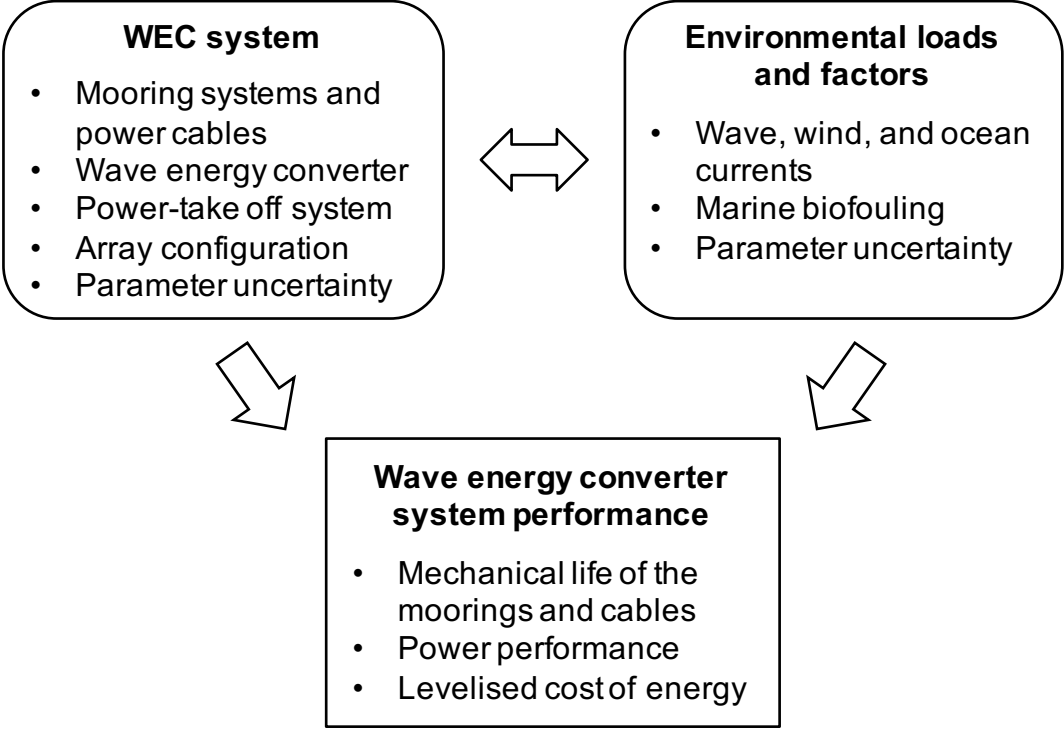 WEC system
• Mooring systems and
power cables
• Wave energy converter
• Power-take off system
• Array configuration
• Parameter uncertainty
Environmental loads
and factors
• Wave, wind, and ocean
currents
• Marine biofouling
• Parameter uncertainty
Wave energy converter
system performance
• Mechanical life of the
moorings and cables
• Power performance
• Levelised cost of energy